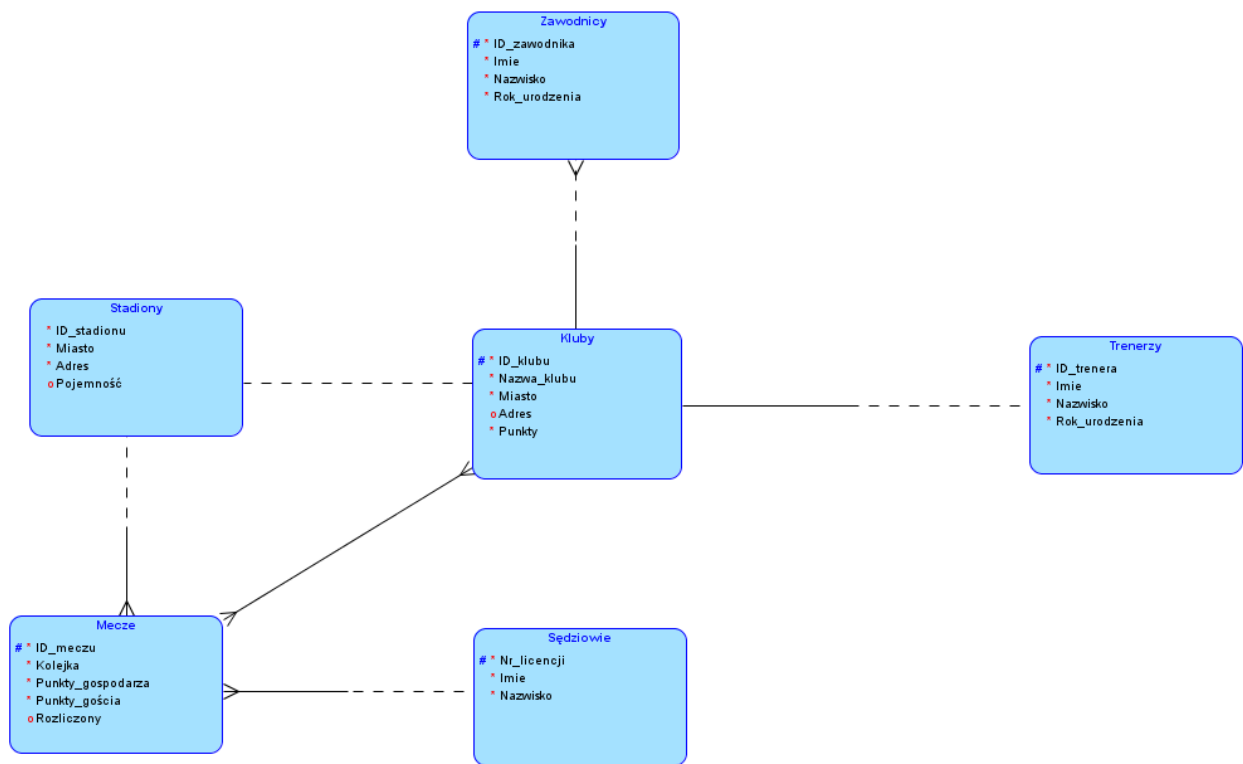 Zawodnicy
# * ID_zawodnika
* Imie
* Nazwisko
* Rok_urodzenia
Stadiony
* ID_stadionu
* Miasto
* Adres
o Pojemność
Kluby
# * ID_klubu
* Nazwa_klubu
* Miasto
o Adres
* Punkty
Trenerzy
# * ID_trenera
* Imie
* Nazwisko
* Rok_urodzenia
Mecze
# * ID_meczu
* Kolejka
* Punkty_gospodarza
* Punkty_gościa
o Rozliczony
Sędziowie
# * Nr_licencji
* Imie
* Nazwisko